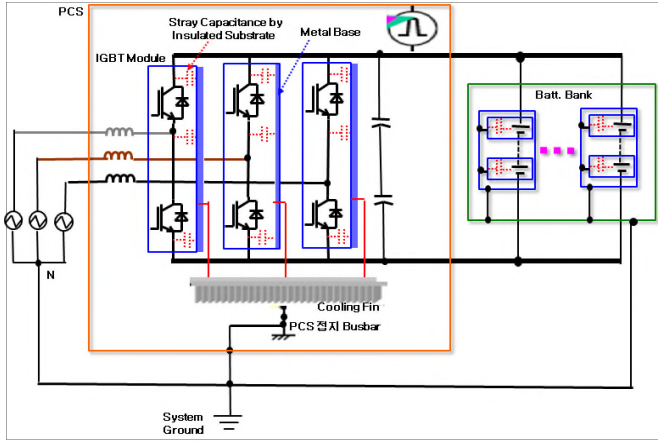 PCS
Stray Capacitance by
Insulated Substrate
Metal Base
IGBT Module
Batt. Bank
N
Cooling Fin
PCS 접지 Busbar
System
Ground